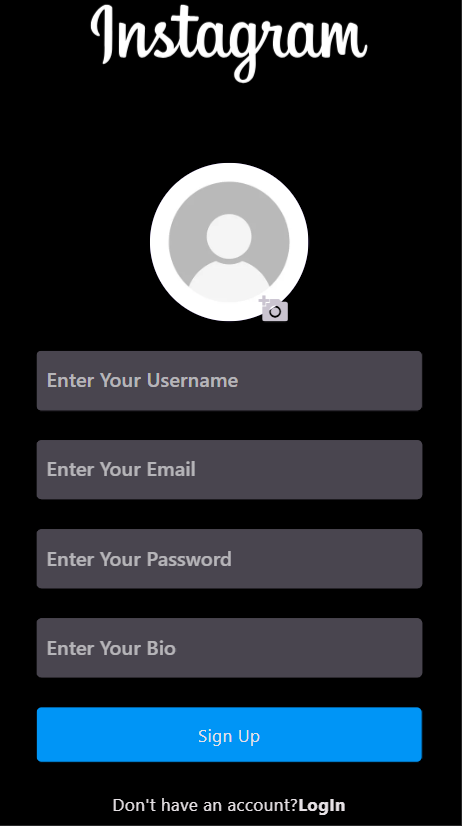 Instagram
Enter Your Username
Enter Your Email
Enter Your Password
Enter Your Bio
Sign Up
Don't have an account?LogIn